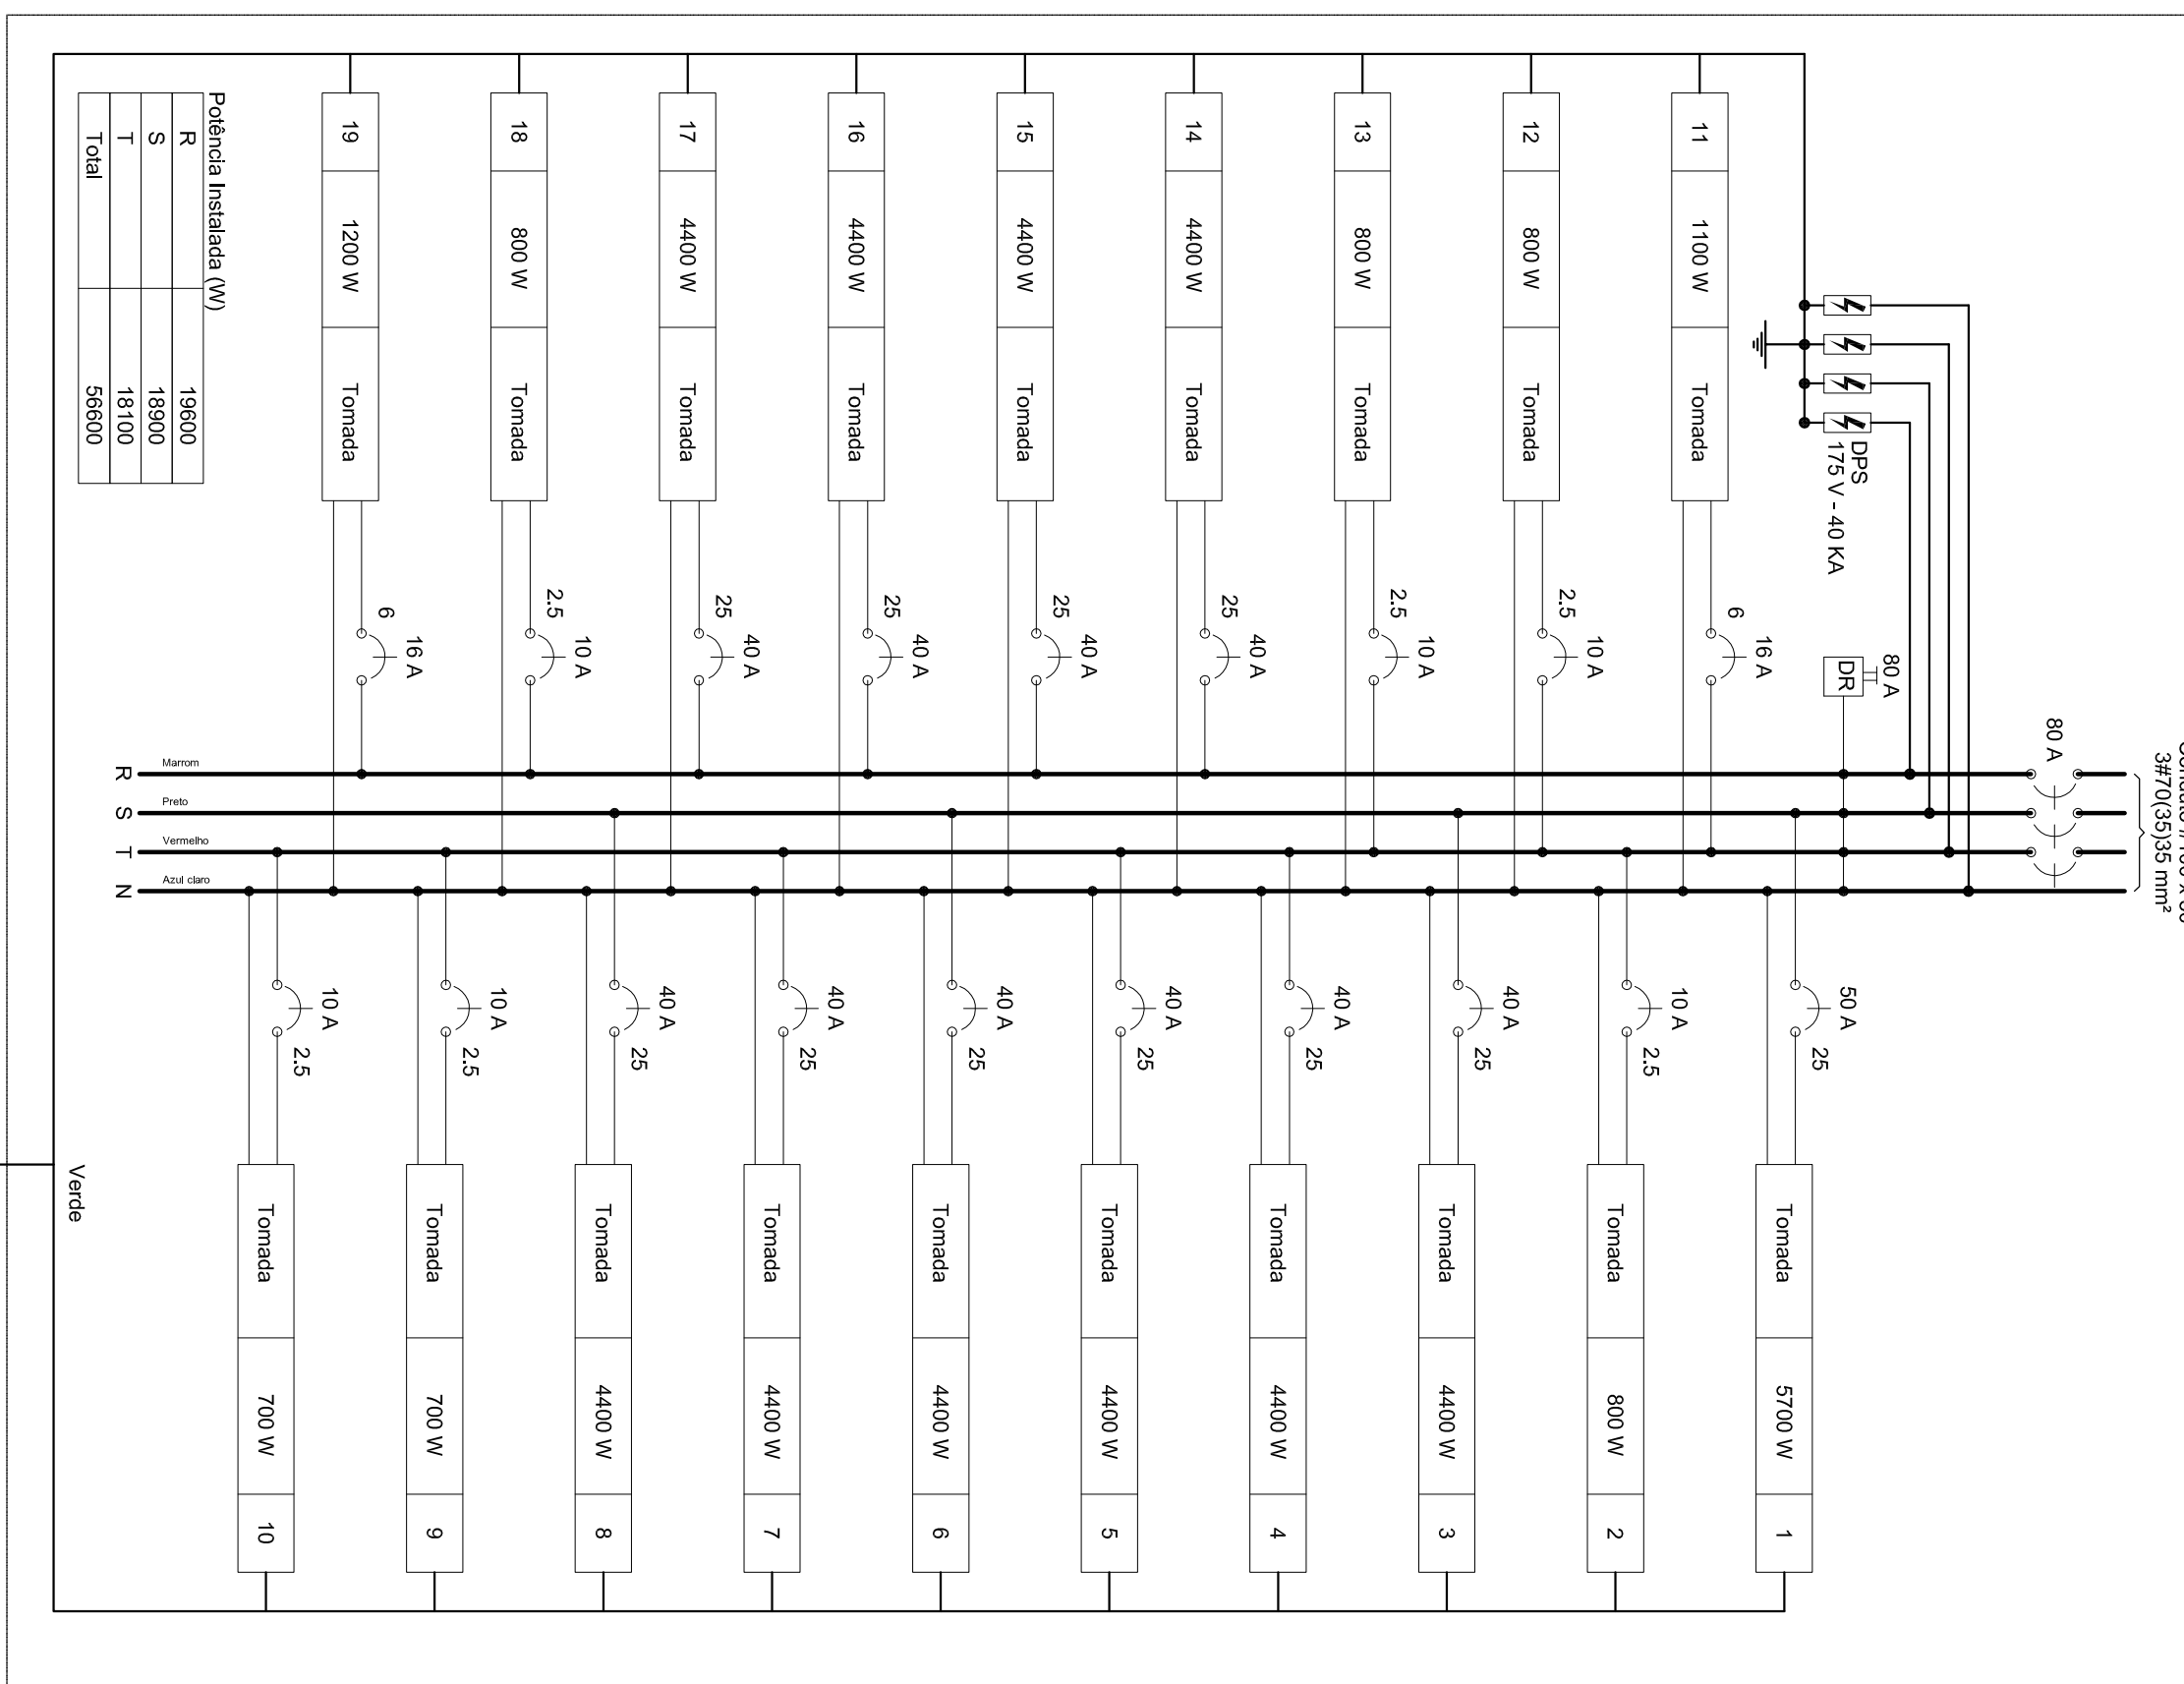 3#70(35)35 mm²
80 A
80 A
DR
DPS
175 V - 40 KA
50 A
25
Tomada 5700 W 1
16 A
6
11 1100 W Tomada
10 A
2.5
Tomada 800 W 2
10 A
2.5
12 800 W Tomada
40 A
25
Tomada 4400 W 3
10 A
2.5
13 800 W Tomada
40 A
25
Tomada 4400 W 4
40 A
25
14 4400 W Tomada
40 A
25
Tomada 4400 W 5
40 A
25
15 4400 W Tomada
40 A
25
Tomada 4400 W 6
40 A
25
16 4400 W Tomada
40 A
25
Tomada 4400 W 7
40 A
25
17 4400 W Tomada
40 A
25
Tomada 4400 W 8
10 A
2.5
18 800 W Tomada
10 A
2.5
Tomada 700 W 9
16 A
6
19 1200 W Tomada
10 A
2.5
Tomada 700 W 10
Marrom
Preto
Vermelho
Azul claro
R S T N
Potência Instalada (W)
R 19600
S 18900
T 18100
Total 56600
Verde